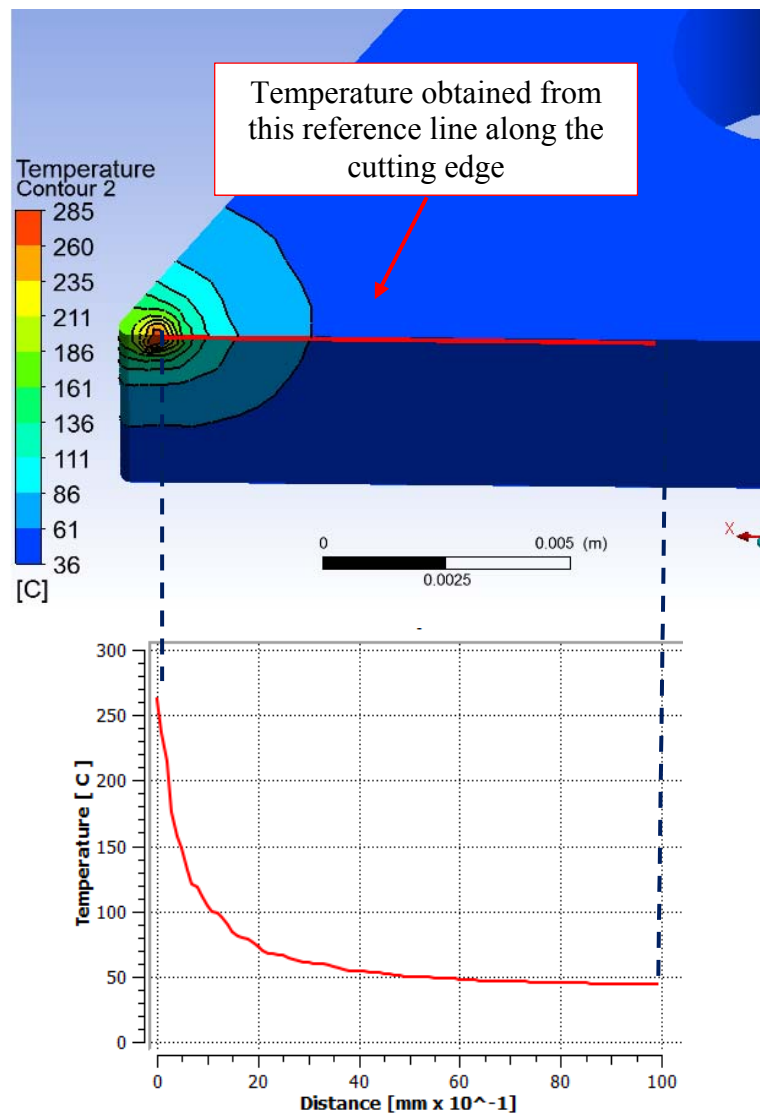 Temperature obtained from
this reference line along the
cutting edge
Temperature
Contour 2
285
260
235
211
186
161
136
111
86
61
36
[C]
0
0.005 (m)
0.0025
X
-
300
250
200
150
100
50
0
Temperature [ C ]
0
20
40
60
80
100
Distance [mm x 10^-1]